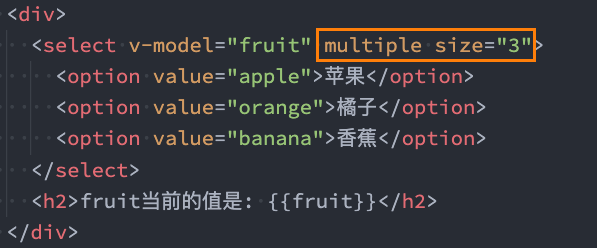 <div>
<select v-model="fruit" multiple size="3">
<option value="apple">苹果</option>
<option value="orange">橘子</option>
<option value="banana">香蕉</option>
</select>
<h2>fruit当前的值是: {{fruit}}</h2>
</div>